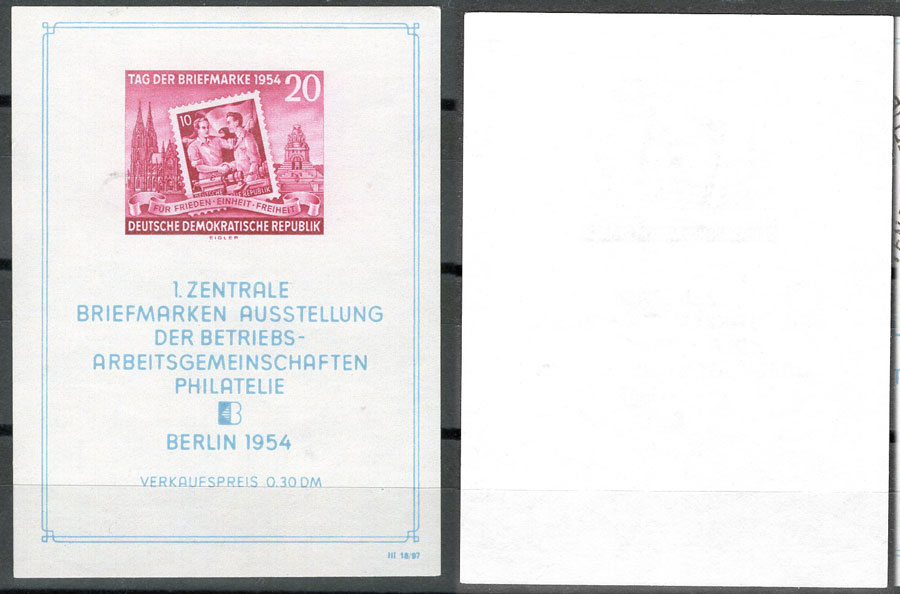 TAG DER BRIEFMARKE 1954 20
10
FÜR FRIEDEN · EINHEIT · FREIHEIT
DEUTSCHE DEMOKRATISCHE REPUBLIK
EIGLER
1. ZENTRALE
BRIEFMARKEN AUSSTELLUNG
DER BETRIEBS-
ARBEITSGEMEINSCHAFTEN
PHILATELIE
B
BERLIN 1954
VERKAUFSPREIS 0.30 DM
III 18/97